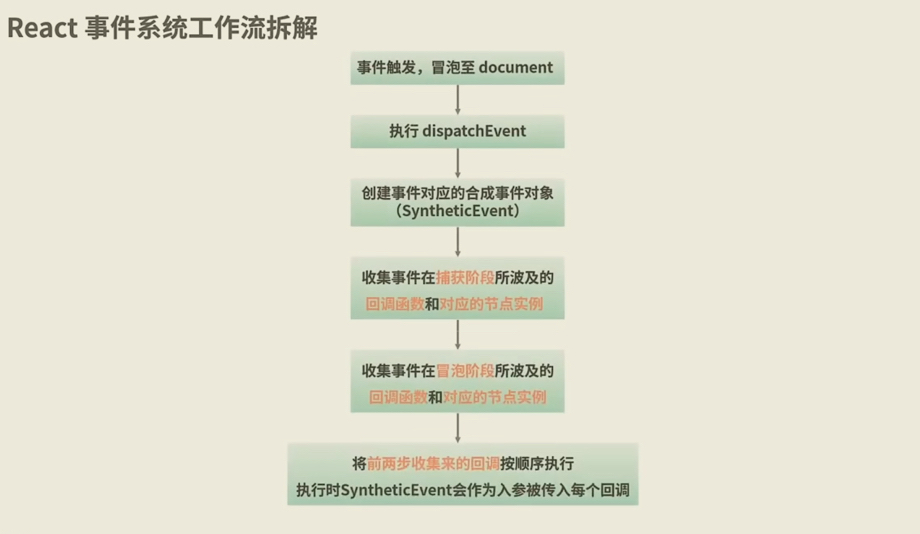 React 事件系统工作流拆解
事件触发，冒泡至 document
执行 dispatchEvent
创建事件对应的合成事件对象
（SyntheticEvent）
收集事件在捕获阶段所波及的
回调函数和对应的节点实例
收集事件在冒泡阶段所波及的
回调函数和对应的节点实例
将前两步收集来的回调按顺序执行
执行时SyntheticEvent会作为入参被传入每个回调